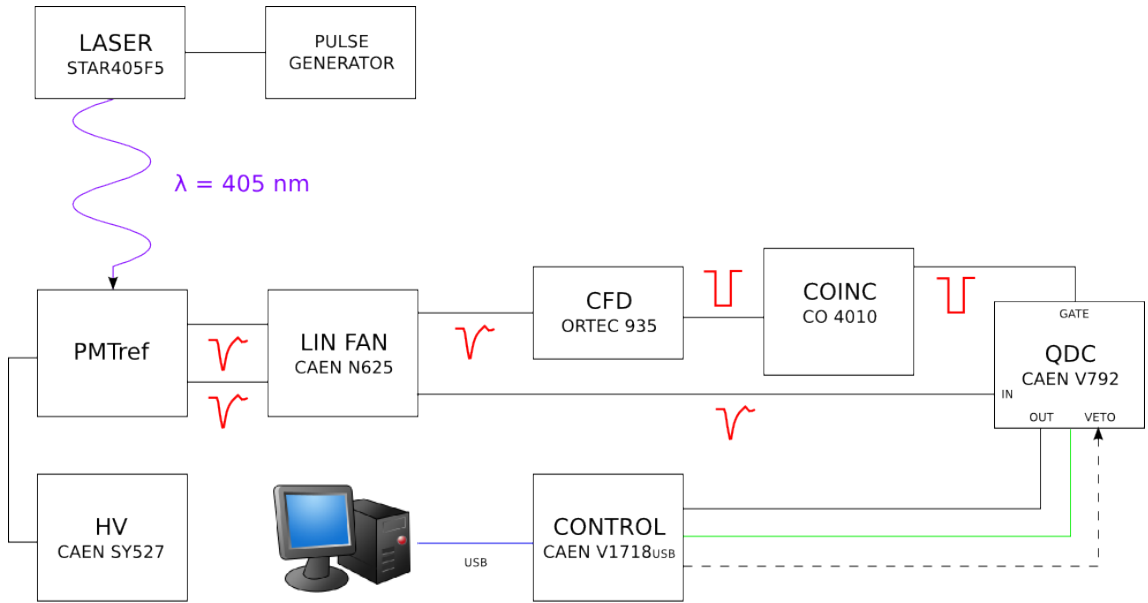 LASER
STAR405F5
PULSE
GENERATOR
λ = 405 nm
PMTref
LIN FAN
CAEN N625
CFD
ORTEC 935
COINC
CO 4010
GATE
QDC
CAEN V792
IN
OUT
VETO
HV
CAEN SY527
USB
CONTROL
CAEN V1718USB